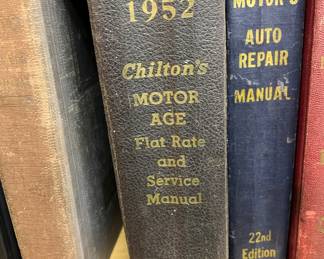 1952
Chilton's
MOTOR
AGE
Flat Rate
and
Service
Manual
MOTOR'S
AUTO
REPAIR
MANUAL
22nd
Edition